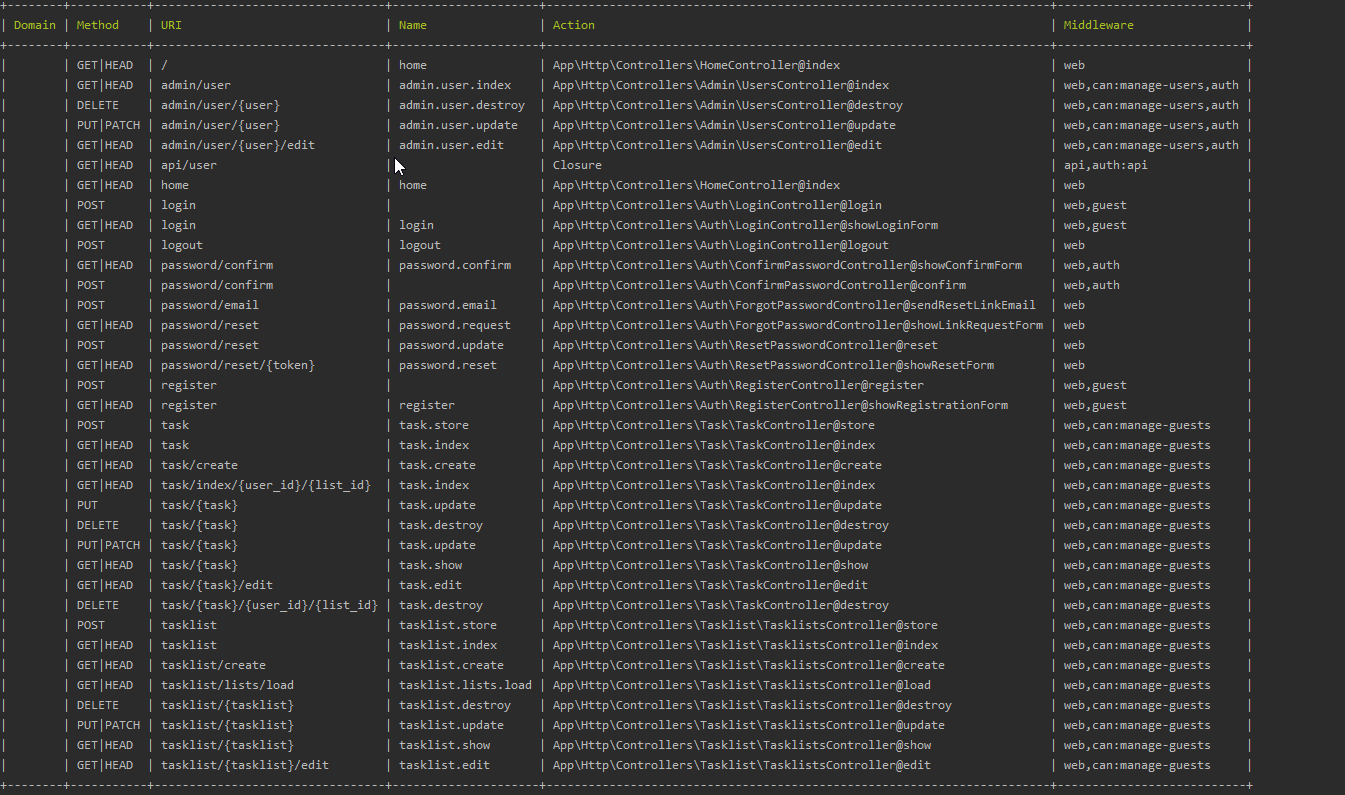 +--------+-----------+---------------------------------+---------------------+------------------------------------------------------------------------+---------------------------+
| Domain | Method    | URI                             | Name                | Action                                                                 | Middleware                |
+--------+-----------+---------------------------------+---------------------+------------------------------------------------------------------------+---------------------------+
|        | GET|HEAD  | /                               | home                | App\Http\Controllers\HomeController@index                              | web                       |
|        | GET|HEAD  | admin/user                      | admin.user.index    | App\Http\Controllers\Admin\UsersController@index                       | web,can:manage-users,auth |
|        | DELETE    | admin/user/{user}               | admin.user.destroy  | App\Http\Controllers\Admin\UsersController@destroy                     | web,can:manage-users,auth |
|        | PUT|PATCH | admin/user/{user}               | admin.user.update   | App\Http\Controllers\Admin\UsersController@update                      | web,can:manage-users,auth |
|        | GET|HEAD  | admin/user/{user}/edit          | admin.user.edit     | App\Http\Controllers\Admin\UsersController@edit                        | web,can:manage-users,auth |
|        | GET|HEAD  | api/user                        |                     | Closure                                                                | api,auth:api              |
|        | GET|HEAD  | home                            | home                | App\Http\Controllers\HomeController@index                              | web                       |
|        | POST      | login                           |                     | App\Http\Controllers\Auth\LoginController@login                        | web,guest                 |
|        | GET|HEAD  | login                           | login               | App\Http\Controllers\Auth\LoginController@showLoginForm                | web,guest                 |
|        | POST      | logout                          | logout              | App\Http\Controllers\Auth\LoginController@logout                       | web                       |
|        | GET|HEAD  | password/confirm                | password.confirm    | App\Http\Controllers\Auth\ConfirmPasswordController@showConfirmForm    | web,auth                  |
|        | POST      | password/confirm                |                     | App\Http\Controllers\Auth\ConfirmPasswordController@confirm            | web,auth                  |
|        | POST      | password/email                  | password.email      | App\Http\Controllers\Auth\ForgotPasswordController@sendResetLinkEmail  | web                       |
|        | GET|HEAD  | password/reset                  | password.request    | App\Http\Controllers\Auth\ForgotPasswordController@showLinkRequestForm | web                       |
|        | POST      | password/reset                  | password.update     | App\Http\Controllers\Auth\ResetPasswordController@reset                | web                       |
|        | GET|HEAD  | password/reset/{token}          | password.reset      | App\Http\Controllers\Auth\ResetPasswordController@showResetForm        | web                       |
|        | POST      | register                        |                     | App\Http\Controllers\Auth\RegisterController@register                  | web,guest                 |
|        | GET|HEAD  | register                        | register            | App\Http\Controllers\Auth\RegisterController@showRegistrationForm      | web,guest                 |
|        | POST      | task                            | task.store          | App\Http\Controllers\Task\TaskController@store                         | web,can:manage-guests     |
|        | GET|HEAD  | task                            | task.index          | App\Http\Controllers\Task\TaskController@index                         | web,can:manage-guests     |
|        | GET|HEAD  | task/create                     | task.create         | App\Http\Controllers\Task\TaskController@create                        | web,can:manage-guests     |
|        | GET|HEAD  | task/index/{user_id}/{list_id}  | task.index          | App\Http\Controllers\Task\TaskController@index                         | web,can:manage-guests     |
|        | PUT       | task/{task}                     | task.update         | App\Http\Controllers\Task\TaskController@update                        | web,can:manage-guests     |
|        | DELETE    | task/{task}                     | task.destroy        | App\Http\Controllers\Task\TaskController@destroy                       | web,can:manage-guests     |
|        | PUT|PATCH | task/{task}                     | task.update         | App\Http\Controllers\Task\TaskController@update                        | web,can:manage-guests     |
|        | GET|HEAD  | task/{task}                     | task.show           | App\Http\Controllers\Task\TaskController@show                          | web,can:manage-guests     |
|        | GET|HEAD  | task/{task}/edit                | task.edit           | App\Http\Controllers\Task\TaskController@edit                          | web,can:manage-guests     |
|        | DELETE    | task/{task}/{user_id}/{list_id} | task.destroy        | App\Http\Controllers\Task\TaskController@destroy                       | web,can:manage-guests     |
|        | POST      | tasklist                        | tasklist.store      | App\Http\Controllers\Tasklist\TasklistsController@store                | web,can:manage-guests     |
|        | GET|HEAD  | tasklist                        | tasklist.index      | App\Http\Controllers\Tasklist\TasklistsController@index                | web,can:manage-guests     |
|        | GET|HEAD  | tasklist/create                 | tasklist.create     | App\Http\Controllers\Tasklist\TasklistsController@create               | web,can:manage-guests     |
|        | GET|HEAD  | tasklist/lists/load             | tasklist.lists.load | App\Http\Controllers\Tasklist\TasklistsController@load                 | web,can:manage-guests     |
|        | DELETE    | tasklist/{tasklist}             | tasklist.destroy    | App\Http\Controllers\Tasklist\TasklistsController@destroy              | web,can:manage-guests     |
|        | PUT|PATCH | tasklist/{tasklist}             | tasklist.update     | App\Http\Controllers\Tasklist\TasklistsController@update               | web,can:manage-guests     |
|        | GET|HEAD  | tasklist/{tasklist}             | tasklist.show       | App\Http\Controllers\Tasklist\TasklistsController@show                 | web,can:manage-guests     |
|        | GET|HEAD  | tasklist/{tasklist}/edit        | tasklist.edit       | App\Http\Controllers\Tasklist\TasklistsController@edit                 | web,can:manage-guests     |
+--------+-----------+---------------------------------+---------------------+------------------------------------------------------------------------+---------------------------+